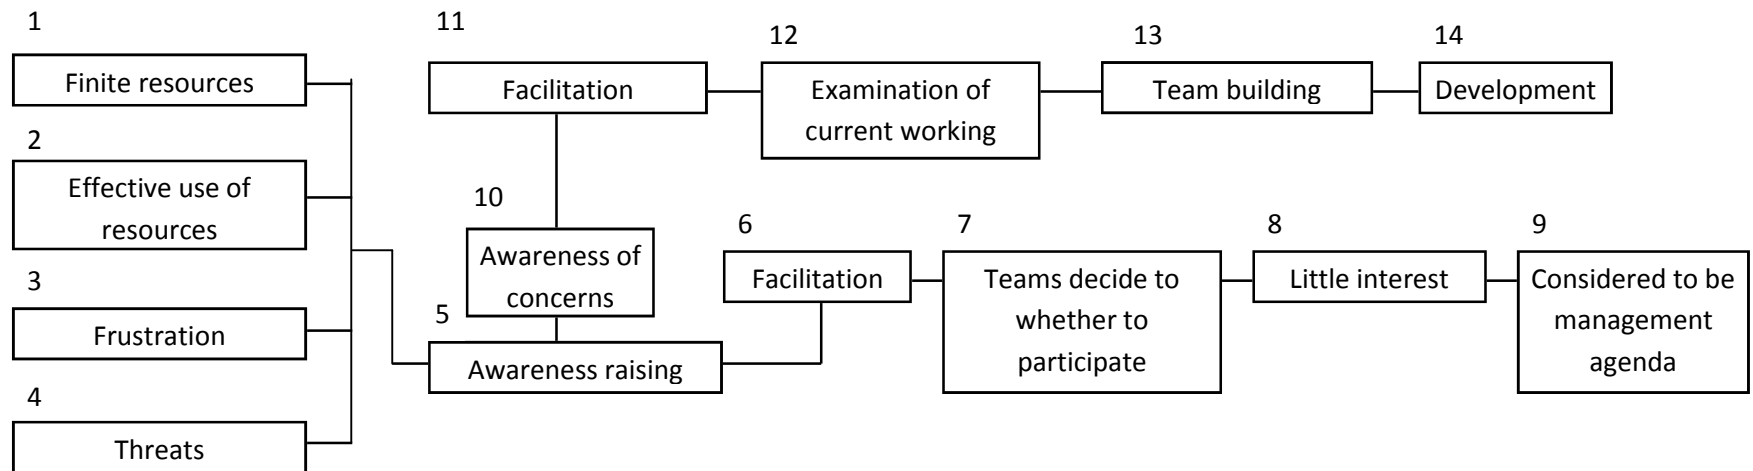 1
Finite resources
2
Effective use of
resources
3
Frustration
4
Threats
5
Awareness raising
6
Facilitation
7
Teams decide to
whether to
participate
8
Little interest
9
Considered to be
management
agenda
10
Awareness of
concerns
11
Facilitation
12
Examination of
current working
13
Team building
14
Development